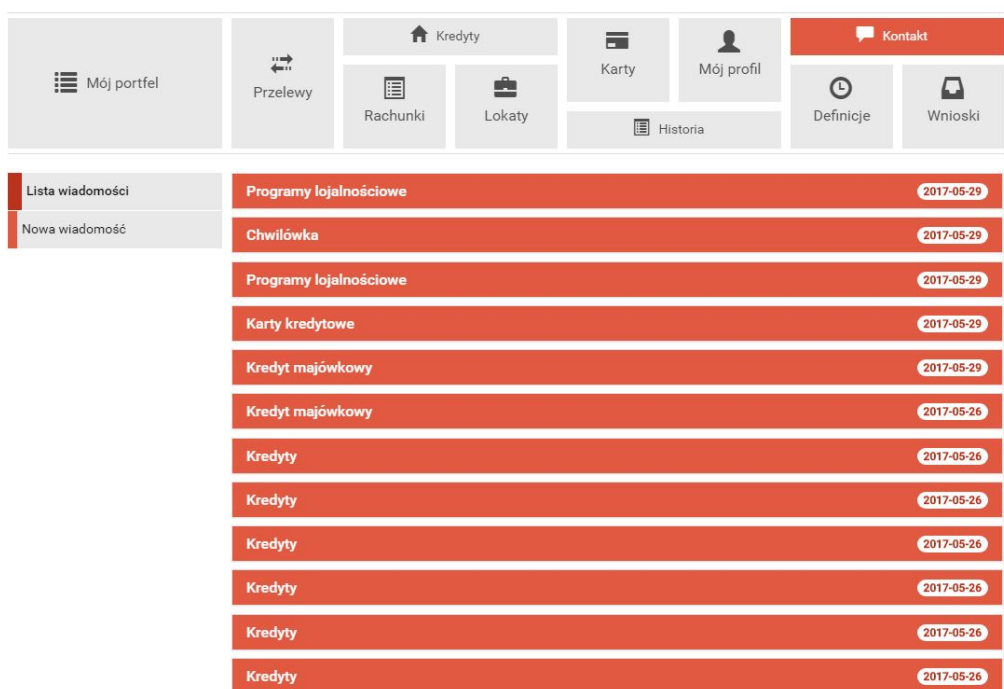 Mój portfel
Przelewy
Kredyty
Rachunki
Lokaty
Karty
Mój profil
Historia
Kontakt
Definicje
Wnioski
Lista wiadomości
Nowa wiadomość
Programy lojalnościowe 2017-05-29
Chwilówka 2017-05-29
Programy lojalnościowe 2017-05-29
Karty kredytowe 2017-05-29
Kredyt majówkowy 2017-05-29
Kredyt majówkowy 2017-05-26
Kredyty 2017-05-26
Kredyty 2017-05-26
Kredyty 2017-05-26
Kredyty 2017-05-26
Kredyty 2017-05-26
Kredyty 2017-05-26